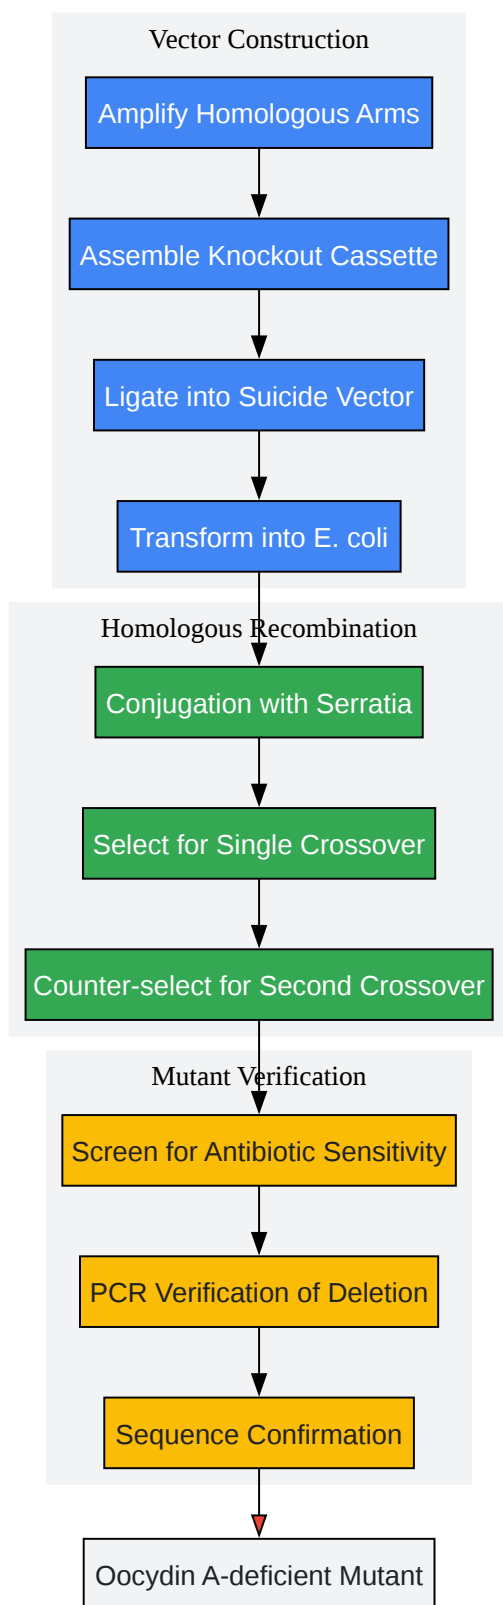 Vector Construction
Amplify Homologous Arms
Assemble Knockout Cassette
Ligate into Suicide Vector
Transform into E. coli
Homologous Recombination
Conjugation with Serratia
Select for Single Crossover
Counter-select for Second Crossover
Mutant Verification
Screen for Antibiotic Sensitivity
PCR Verification of Deletion
Sequence Confirmation
Oocydin A-deficient Mutant